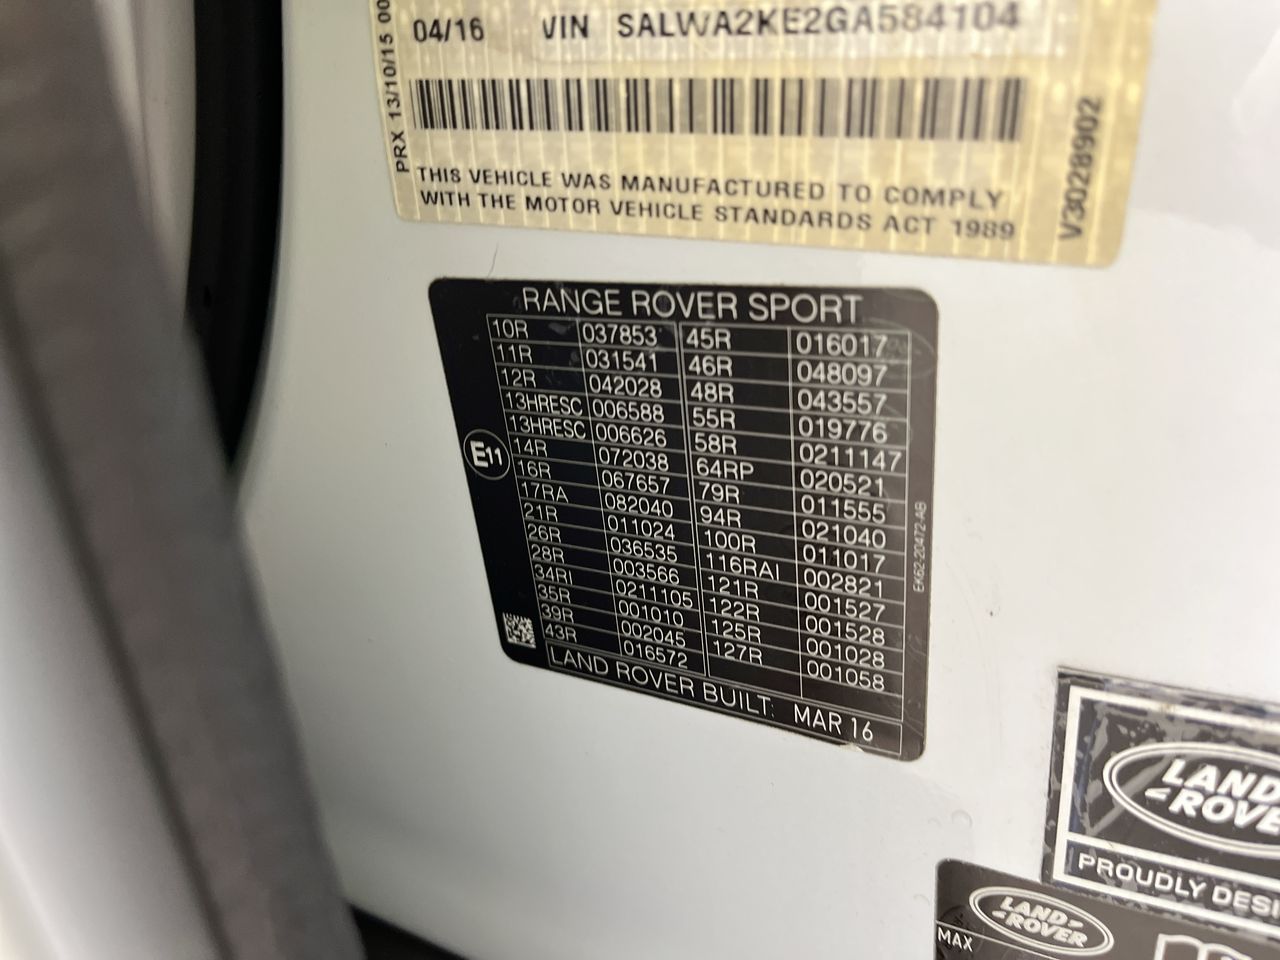 04/16 VIN SALWA2KE2GA584104
PRX 13/10/15 00
V3028902
THIS VEHICLE WAS MANUFACTURED TO COMPLY
WITH THE MOTOR VEHICLE STANDARDS ACT 1989
RANGE ROVER SPORT
10R 037853 45R 016017
11R 031541 46R 048097
12R 042028 48R 043557
13HRESC 006588 55R 019776
13HRESC 006626 58R 0211147
14R 072038 64RP 020521
16R 067657 79R 011555
17RA 082040 94R 021040
21R 011024 100R 011017
26R 036535 116RAI 002821
28R 003566 121R 001527
34RI 0211105 122R 001528
35R 001010 125R 001028
39R 002045 127R 001058
43R 016572
E11
EK62-20472-AB
LAND ROVER BUILT: MAR 16
LAND
ROVE
PROUDLY DESI
LAND
ROVER
MAX